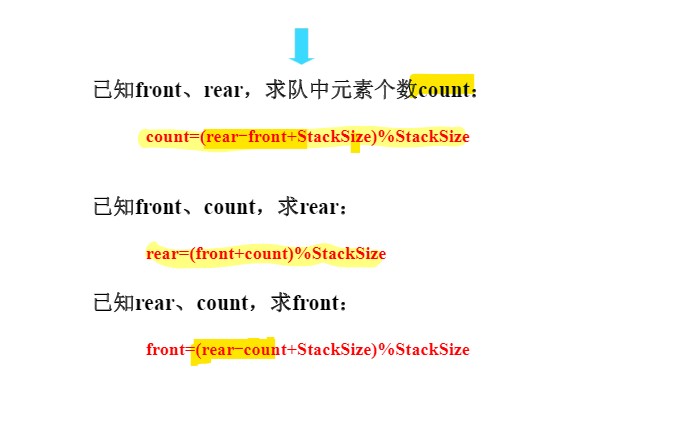 已知front、rear，求队中元素个数count：
count=(rear-front+StackSize)%StackSize
已知front、count，求rear：
rear=(front+count)%StackSize
已知rear、count，求front：
front=(rear-count+StackSize)%StackSize